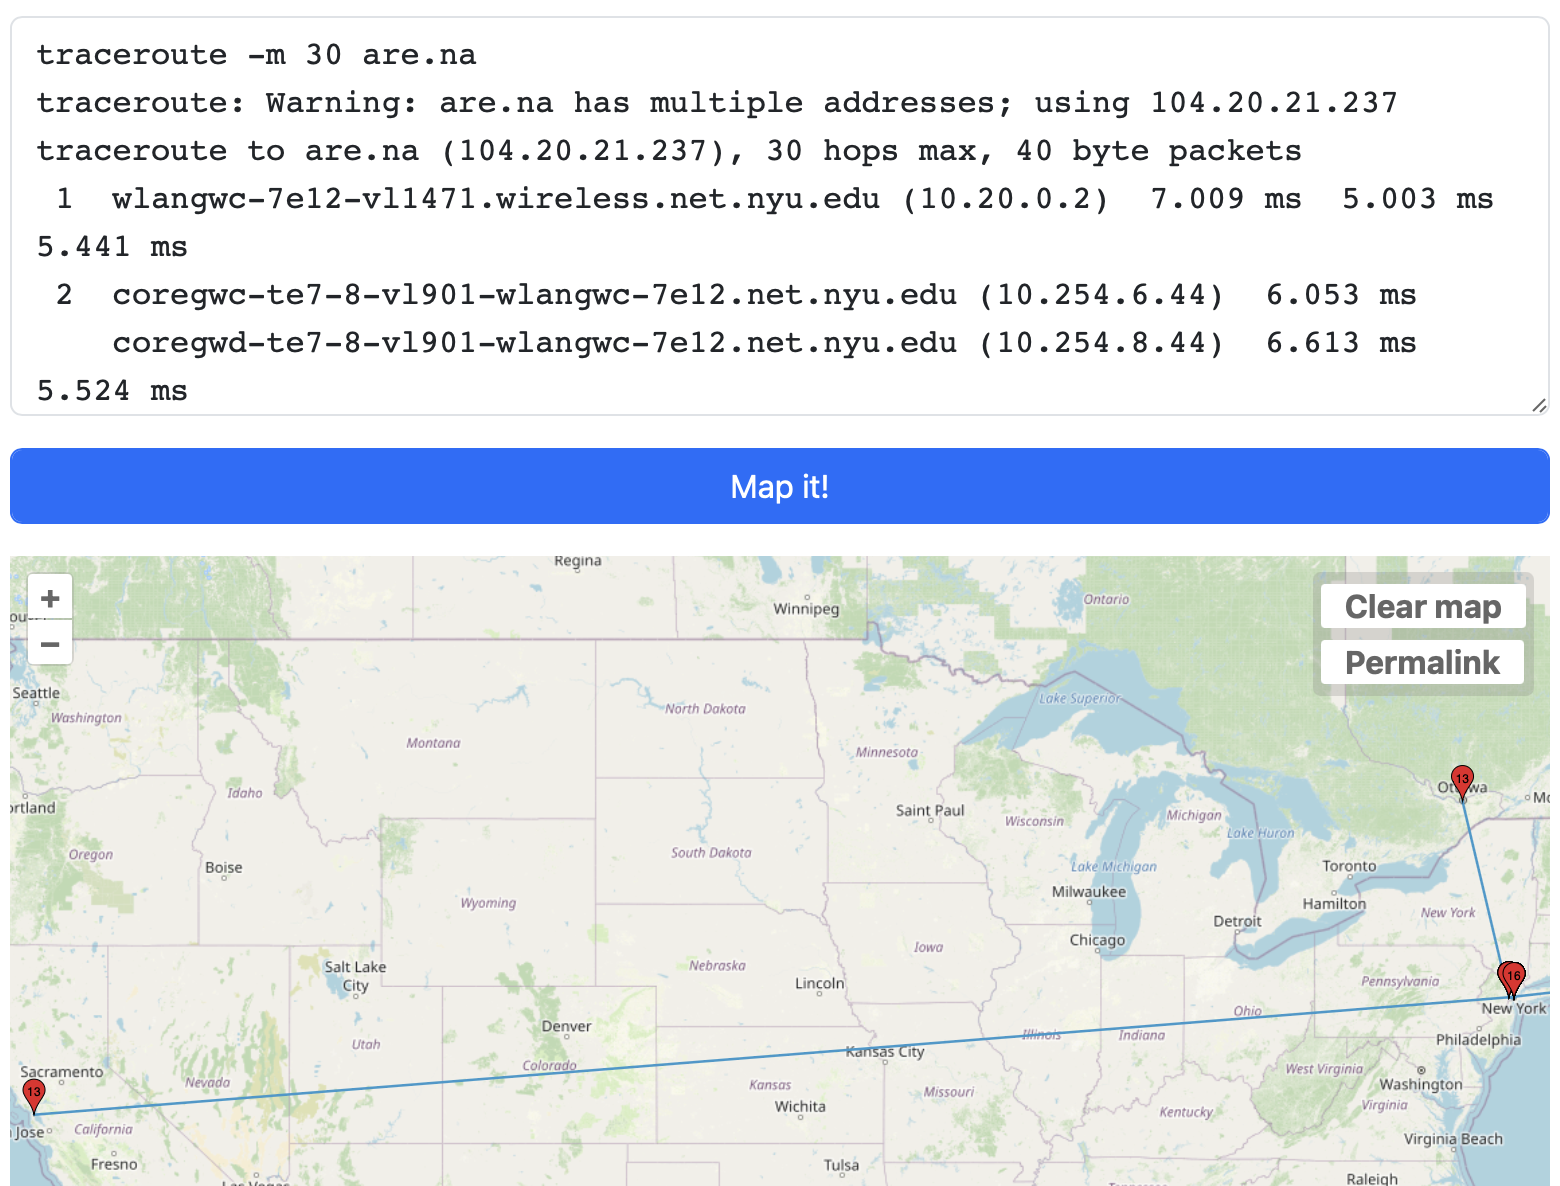 traceroute -m 30 are.na
traceroute: Warning: are.na has multiple addresses; using 104.20.21.237
traceroute to are.na (104.20.21.237), 30 hops max, 40 byte packets
1 wlangwc-7e12-vl1471.wireless.net.nyu.edu (10.20.0.2) 7.009 ms 5.003 ms
5.441 ms
2 coregwc-te7-8-vl901-wlangwc-7e12.net.nyu.edu (10.254.6.44) 6.053 ms
coregwd-te7-8-vl901-wlangwc-7e12.net.nyu.edu (10.254.8.44) 6.613 ms
5.524 ms
Map it!
+
−
Clear map
Permalink
Regina
Winnipeg
Ontario
Seattle
Washington
Montana
North Dakota
Minnesota
Lake Superior
Idaho
rtland
Oregon
Boise
Saint Paul
Wisconsin
Michigan
Lake Huron
13
Mo
South Dakota
Lake Michigan
Toronto
Milwaukee
Hamilton
Wyoming
New York
Detroit
Chicago
Iowa
Salt Lake
City
Nebraska
Lincoln
Pennsylvania
16
New York
Denver
Utah
Colorado
Kansas City
Illinois
Indiana
Ohio
Philadelphia
Sacramento
Nevada
13
Kansas
Missouri
West Virginia
Washington
Wichita
Kentucky
Virginia
Jose
California
Virginia Beach
Fresno
Tulsa
Raleigh